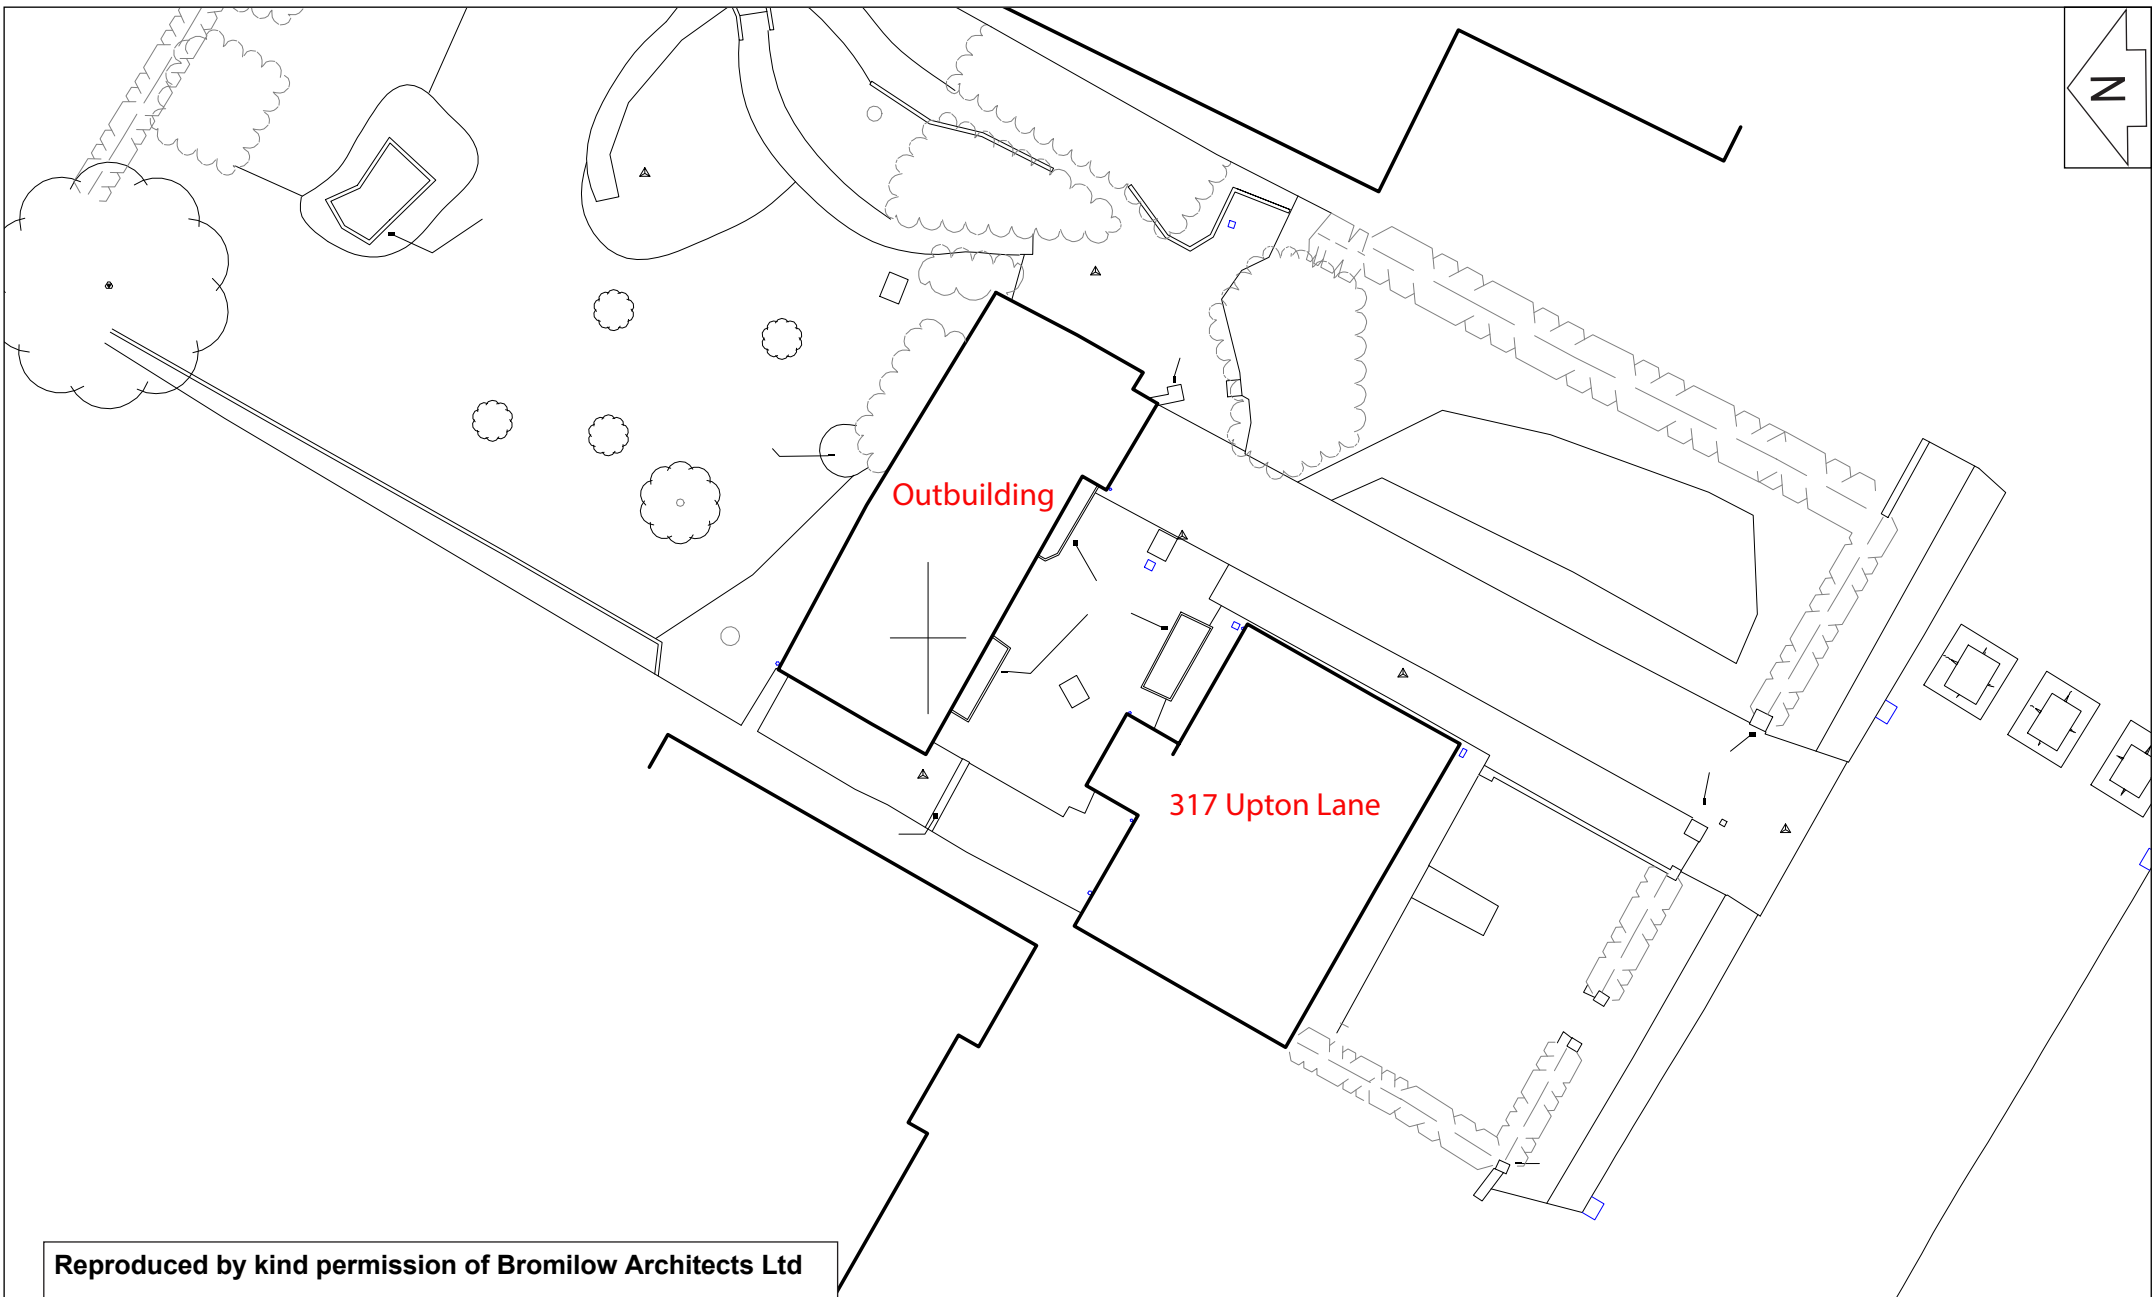 N
Outbuilding
317 Upton Lane
Reproduced by kind permission of Bromilow Architects Ltd